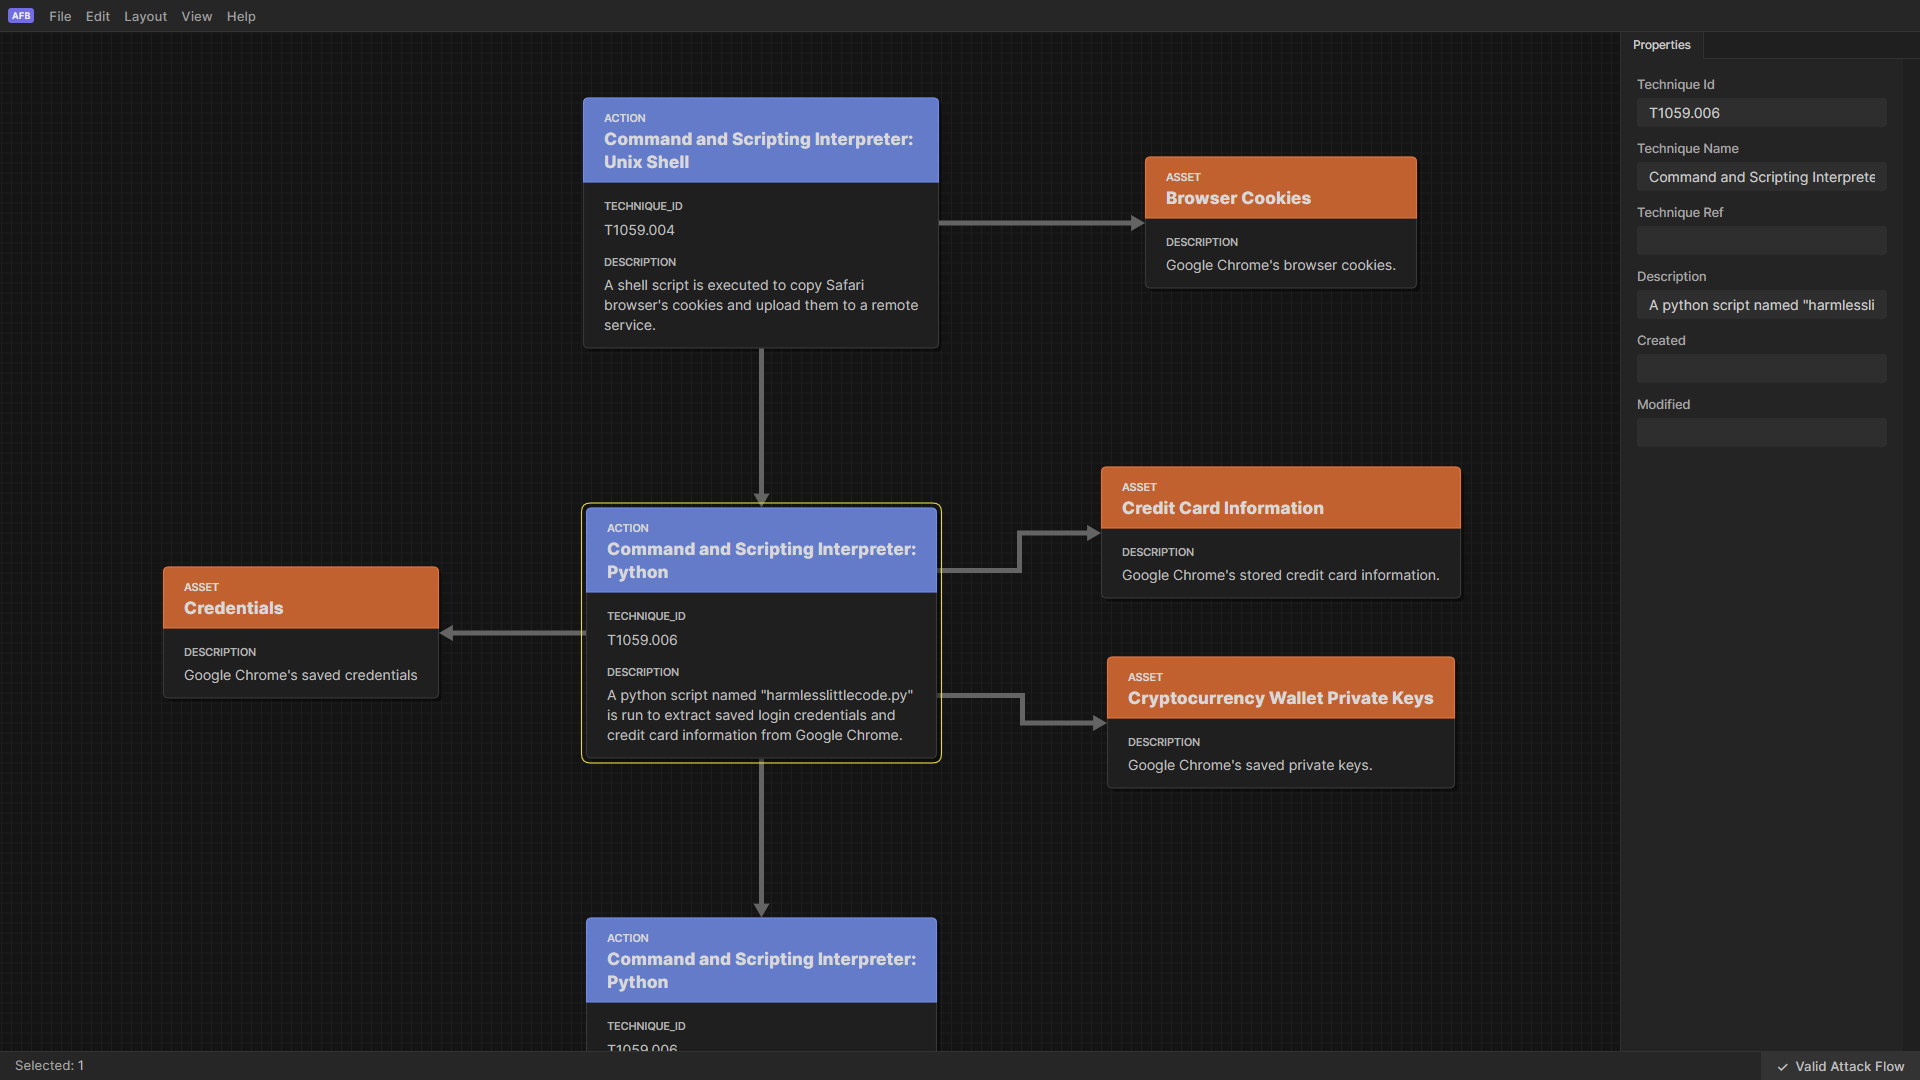 AFB
File
Edit
Layout
View
Help
ACTION
Command and Scripting Interpreter:
Unix Shell
TECHNIQUE_ID
T1059.004
DESCRIPTION
A shell script is executed to copy Safari
browser's cookies and upload them to a remote
service.
ASSET
Browser Cookies
DESCRIPTION
Google Chrome's browser cookies.
ASSET
Credentials
DESCRIPTION
Google Chrome's saved credentials
ACTION
Command and Scripting Interpreter:
Python
TECHNIQUE_ID
T1059.006
DESCRIPTION
A python script named "harmlesslittlecode.py"
is run to extract saved login credentials and
credit card information from Google Chrome.
ASSET
Credit Card Information
DESCRIPTION
Google Chrome's stored credit card information.
ASSET
Cryptocurrency Wallet Private Keys
DESCRIPTION
Google Chrome's saved private keys.
ACTION
Command and Scripting Interpreter:
Python
TECHNIQUE_ID
T1059.006
Properties
Technique Id
T1059.006
Technique Name
Command and Scripting Interprete
Technique Ref
Description
A python script named "harmlessli
Created
Modified
Selected: 1
Valid Attack Flow